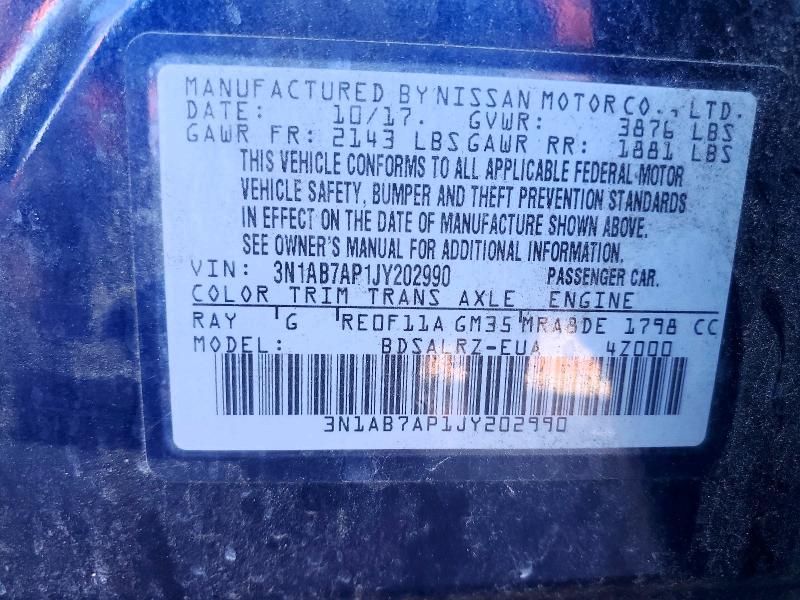 MANUFACTURED BY NISSAN MOTOR CO., LTD.
DATE: 10/17. GVWR: 3876 LBS
GAWR FR: 2143 LBS GAWR RR: 1881 LBS
THIS VEHICLE CONFORMS TO ALL APPLICABLE FEDERAL MOTOR
VEHICLE SAFETY, BUMPER AND THEFT PREVENTION STANDARDS
IN EFFECT ON THE DATE OF MANUFACTURE SHOWN ABOVE.
SEE OWNER'S MANUAL FOR ADDITIONAL INFORMATION.
VIN: 3N1AB7AP1JY202990 PASSENGER CAR.
COLOR TRIM TRANS AXLE ENGINE
RAY G RE0F11A GM35 MRA8DE 1798 CC
MODEL: BDSALRZ-EUA 4Z000
3N1AB7AP1JY202990